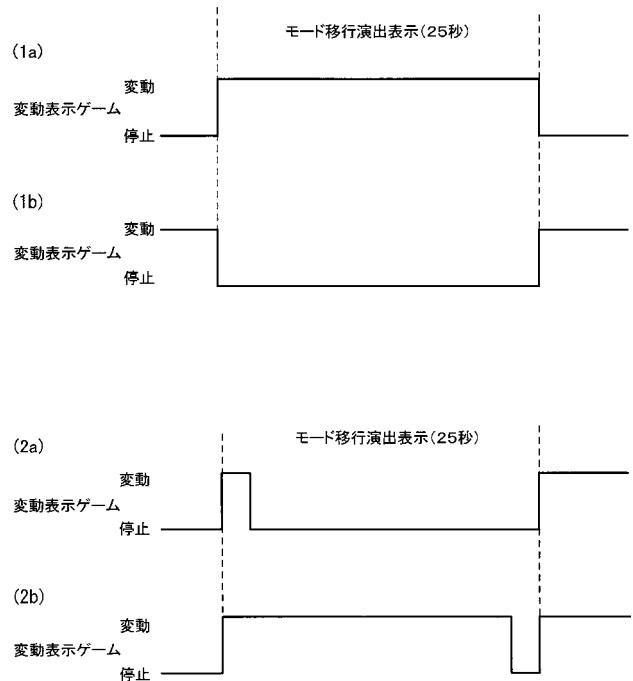 モード移行演出表示(25秒)
(1a)
変動
変動表示ゲーム
停止
(1b)
変動
変動表示ゲーム
停止
モード移行演出表示(25秒)
(2a)
変動
変動表示ゲーム
停止
(2b)
変動
変動表示ゲーム
停止